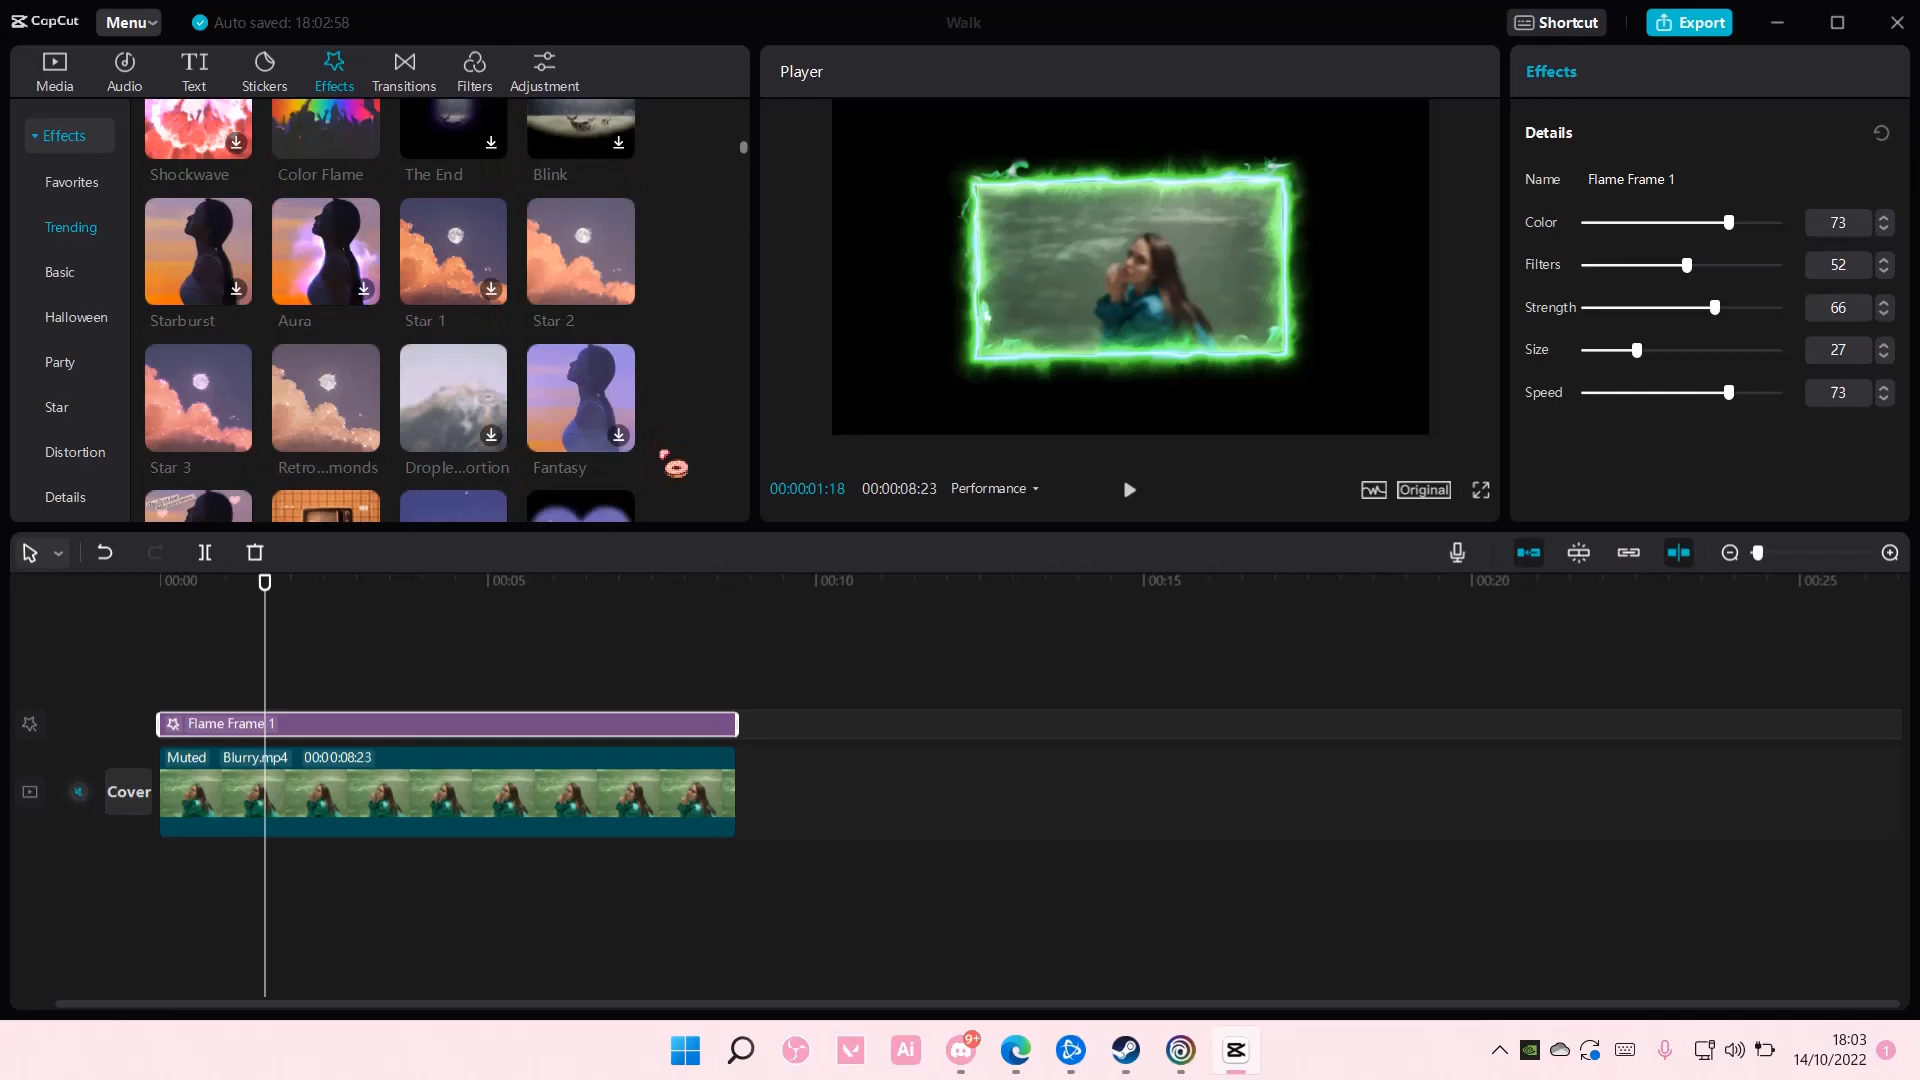 CapCut
Menu
Auto saved: 18:02:58
Walk
Shortcut
Export
Media
Audio
Text
Stickers
Effects
Transitions
Filters
Adjustment
Effects
Favorites
Trending
Basic
Halloween
Party
Star
Distortion
Details
Shockwave
Color Flame
The End
Blink
Starburst
Aura
Star 1
Star 2
Star 3
Retro...monds
Drople...ortion
Fantasy
Player
00:00:01:18
00:00:08:23
Performance
Original
Effects
Details
Name Flame Frame 1
Color 73
Filters 52
Strength 66
Size 27
Speed 73
00:00
00:05
00:10
00:15
00:20
00:25
Flame Frame 1
Muted Blurry.mp4 00:00:08:23
Cover
Ai
9+
18:03
14/10/2022
1